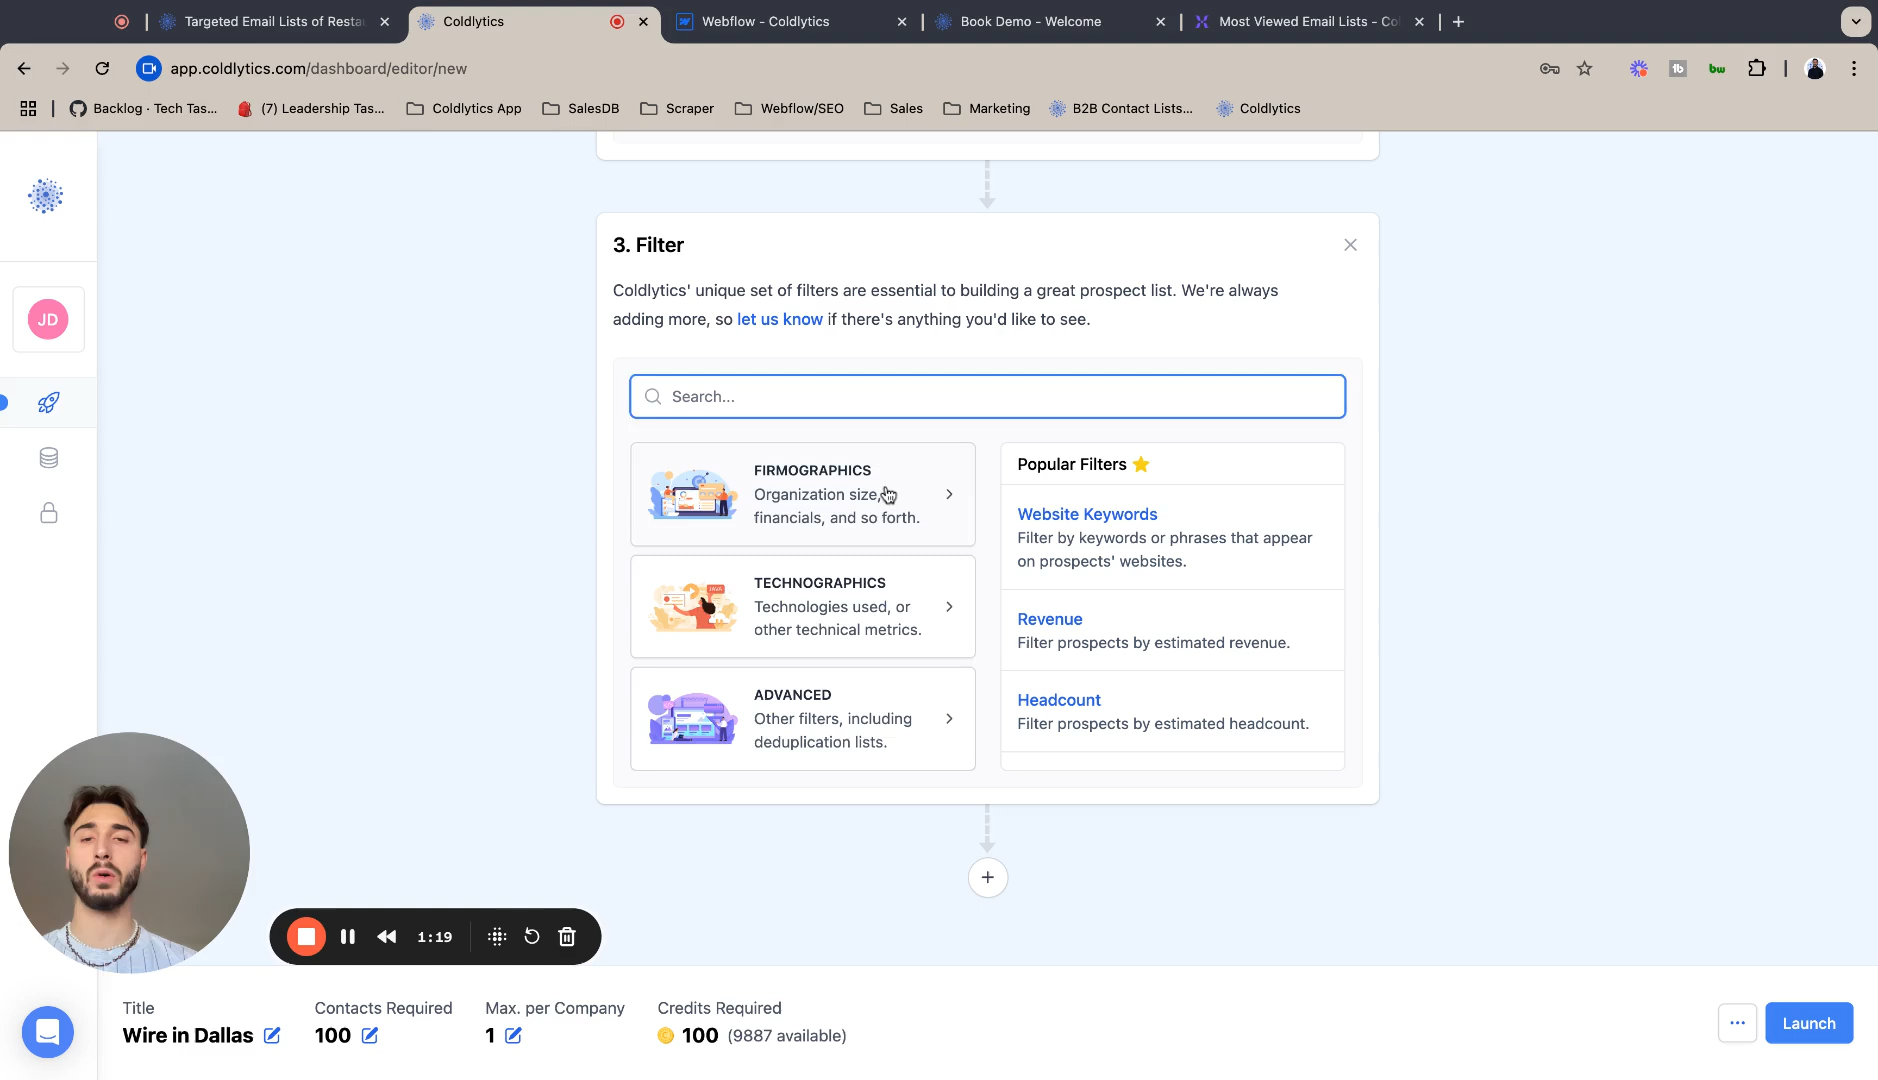 Targeted Email Lists of Restau
Coldlytics
Webflow - Coldlytics
Book Demo - Welcome
Most Viewed Email Lists - Co
app.coldlytics.com/dashboard/editor/new
Backlog · Tech Tas...
(7) Leadership Tas...
Coldlytics App
SalesDB
Scraper
Webflow/SEO
Sales
Marketing
B2B Contact Lists...
Coldlytics
JD
3. Filter
Coldlytics' unique set of filters are essential to building a great prospect list. We're always
adding more, so let us know if there's anything you'd like to see.
Search...
FIRMOGRAPHICS
Organization size,
financials, and so forth.
TECHNOGRAPHICS
Technologies used, or
other technical metrics.
ADVANCED
Other filters, including
deduplication lists.
Popular Filters
Website Keywords
Filter by keywords or phrases that appear
on prospects' websites.
Revenue
Filter prospects by estimated revenue.
Headcount
Filter prospects by estimated headcount.
1:19
Title
Wire in Dallas
Contacts Required
100
Max. per Company
1
Credits Required
100 (9887 available)
Launch